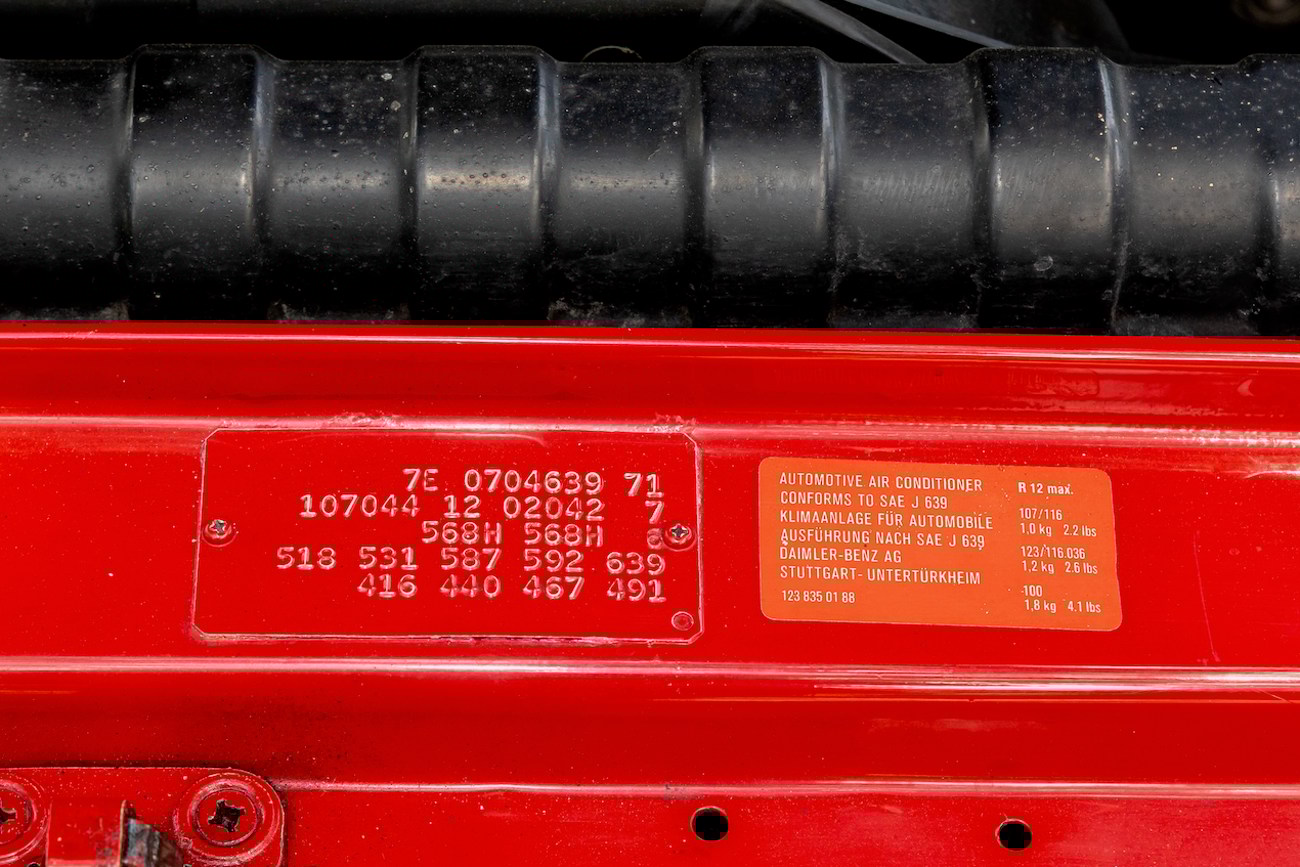 7E 0704639 71
107044 12 02042 7
568H 568H 6
518 531 587 592 639
416 440 467 491
AUTOMOTIVE AIR CONDITIONER
CONFORMS TO SAE J 639
KLIMAANLAGE FÜR AUTOMOBILE
AUSFÜHRUNG NACH SAE J 639
DAIMLER-BENZ AG
STUTTGART- UNTERTÜRKHEIM
123 835 01 88
R 12 max.
107/116
1,0 kg 2.2 lbs
123/116.036
1,2 kg 2.6 lbs
100
1,8 kg 4.1 lbs